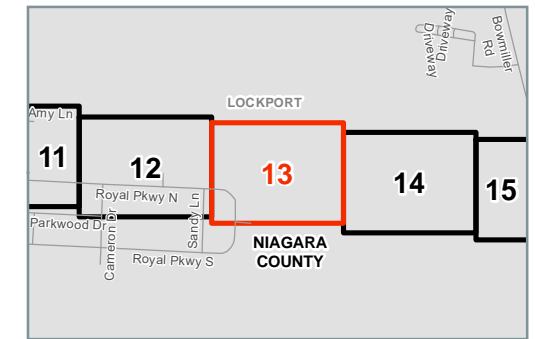 Bowmiller
Rd
Driveway
Driveway
LOCKPORT
Amy Ln
11
12
13
14
15
Royal Pkwy N
Parkwood Dr
Cameron Dr
Sandy Ln
Royal Pkwy S
NIAGARA
COUNTY